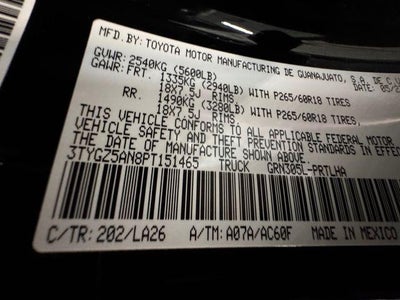 MFD.BY: TOYOTA MOTOR MANUFACTURING DE GUANAJUATO, S.A. DE C.V
05/2
GVWR: 2540KG (5600LB)
GAWR: FRT. 1335KG (2940LB) WITH P265/60R18 TIRES,
18X7.5J RIMS
RR. 1490KG (3280LB) WITH P265/60R18 TIRES,
18X7.5J RIMS
THIS VEHICLE CONFORMS TO ALL APPLICABLE FEDERAL MOTOR
VEHICLE SAFETY AND THEFT PREVENTION STANDARDS IN EFFEC
THE DATE OF MANUFACTURE SHOWN ABOVE.
3TYGZ5AN8PT151465 TRUCK GRN305L-PRTLHA
C/TR: 202/LA26 A/TM: A07A/AC60F MADE IN MEXICO